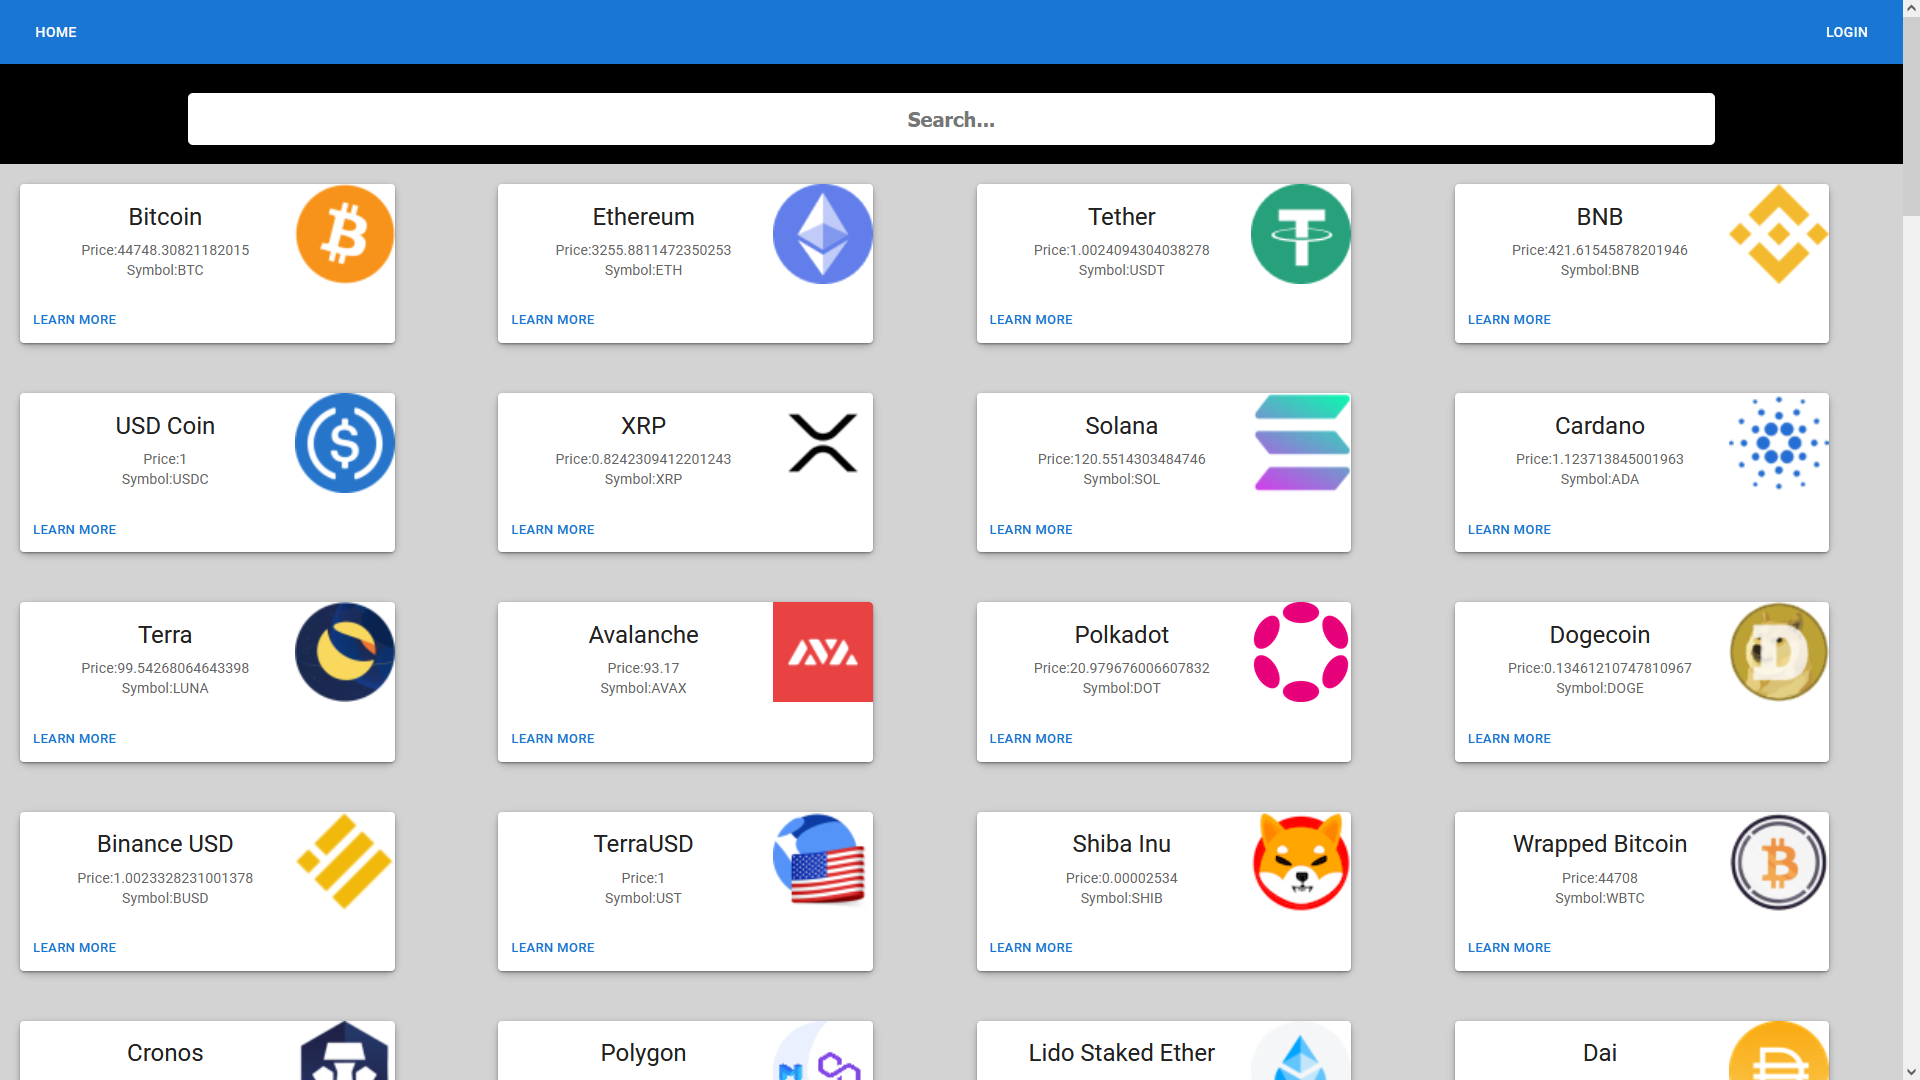 HOME
LOGIN
Search...
Bitcoin
Price:44748.30821182015
Symbol:BTC
LEARN MORE
Ethereum
Price:3255.8811472350253
Symbol:ETH
LEARN MORE
Tether
Price:1.0024094304038278
Symbol:USDT
LEARN MORE
BNB
Price:421.61545878201946
Symbol:BNB
LEARN MORE
USD Coin
Price:1
Symbol:USDC
LEARN MORE
XRP
Price:0.8242309412201243
Symbol:XRP
LEARN MORE
Solana
Price:120.5514303484746
Symbol:SOL
LEARN MORE
Cardano
Price:1.123713845001963
Symbol:ADA
LEARN MORE
Terra
Price:99.54268064643398
Symbol:LUNA
LEARN MORE
Avalanche
Price:93.17
Symbol:AVAX
LEARN MORE
Polkadot
Price:20.979676006607832
Symbol:DOT
LEARN MORE
Dogecoin
Price:0.13461210747810967
Symbol:DOGE
LEARN MORE
Binance USD
Price:1.0023328231001378
Symbol:BUSD
LEARN MORE
TerraUSD
Price:1
Symbol:UST
LEARN MORE
Shiba Inu
Price:0.00002534
Symbol:SHIB
LEARN MORE
Wrapped Bitcoin
Price:44708
Symbol:WBTC
LEARN MORE
Cronos
Polygon
Lido Staked Ether
Dai